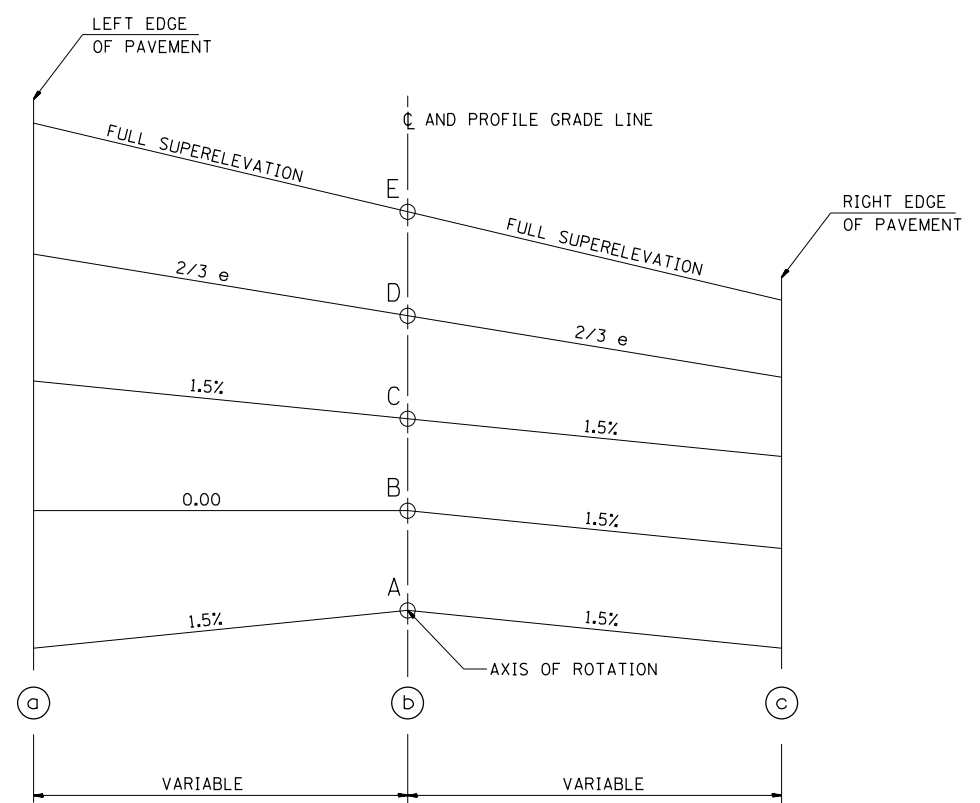 LEFT EDGE
OF PAVEMENT
℄ AND PROFILE GRADE LINE
FULL SUPERELEVATION
E
RIGHT EDGE
OF PAVEMENT
FULL SUPERELEVATION
2/3 e
D
2/3 e
1.5%
C
1.5%
0.00
B
1.5%
A
1.5%
1.5%
AXIS OF ROTATION
a
b
c
VARIABLE
VARIABLE